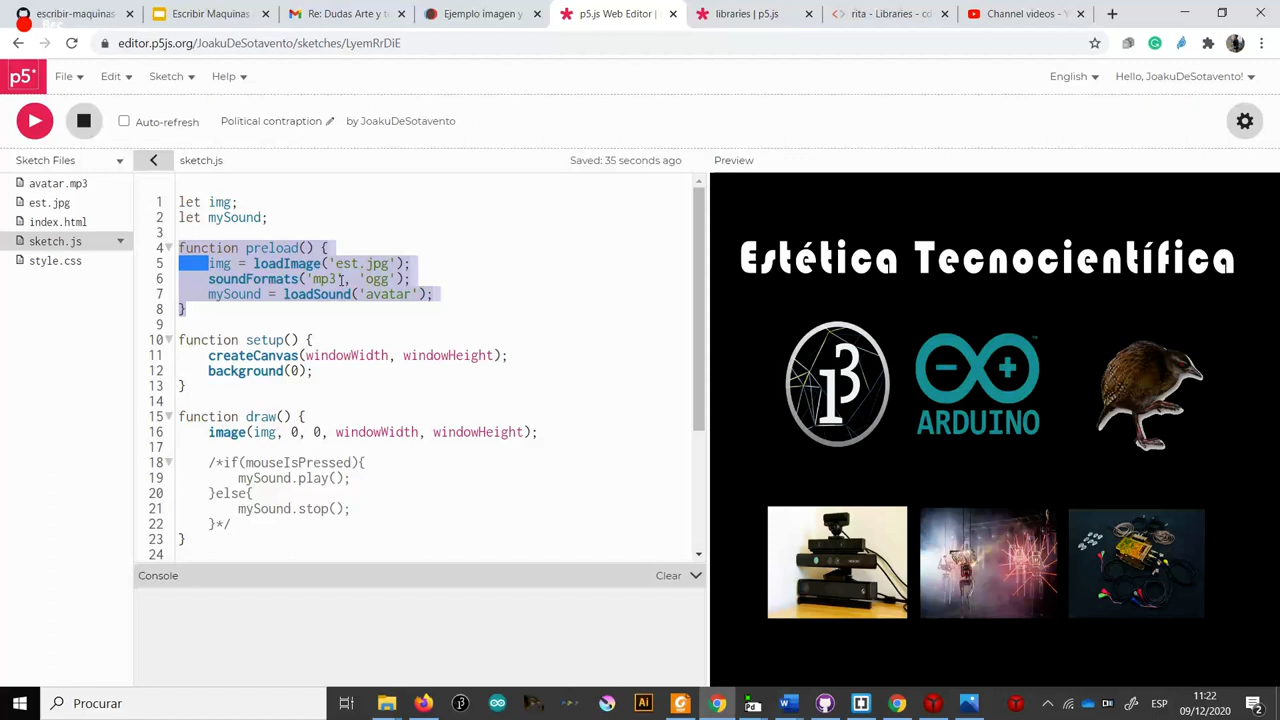 escribir-maquinas
Escribir Maquinas
Re: Dudas Arte y t
Ejemplo imagen y
p5.js Web Editor |
libraries | p5.js
rita - Libraries - cd
Channel videos - Y
editor.p5js.org/JoakuDeSotavento/sketches/LyemRrDiE
p5* File Edit Sketch Help English Hello, JoakuDeSotavento!
Auto-refresh Political contraption by JoakuDeSotavento
Sketch Files sketch.js Saved: 35 seconds ago Preview
avatar.mp3
est.jpg
index.html
sketch.js
style.css
1 let img;
2 let mySound;
3
4 function preload() {
5 img = loadImage('est.jpg');
6 soundFormats('mp3', 'ogg');
7 mySound = loadSound('avatar');
8 }
9
10 function setup() {
11 createCanvas(windowWidth, windowHeight);
12 background(0);
13 }
14
15 function draw() {
16 image(img, 0, 0, windowWidth, windowHeight);
17
18 /*if(mouseIsPressed){
19 mySound.play();
20 }else{
21 mySound.stop();
22 }*/
23 }
24
Estética Tecnocientífica
ARDUINO
TM
Console Clear
Procurar
Ai
ESP
11:22
09/12/2020
2